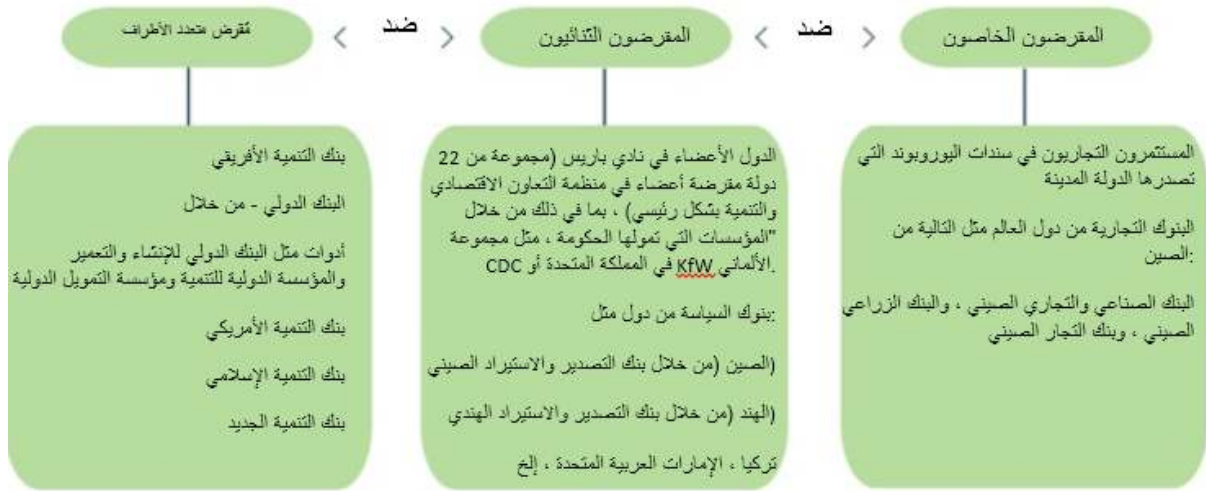 المقرضون الخاصون
ضد
المقرضون الثنائيون
ضد
مُقرض متعدد الأطراف
المستثمرون التجاريون في سندات اليوروبوند التي
تصدرها الدولة المدينة
البنوك التجارية من دول العالم مثل التالية من
:الصين
البنك الصناعي والتجاري الصيني ، والبنك الزراعي
الصيني ، وبنك التجار الصيني
الدول الأعضاء في نادي باريس (مجموعة من 22
دولة مقرضة أعضاء في منظمة التعاون الاقتصادي
والتنمية بشكل رئيسي) ، بما في ذلك من خلال
"المؤسسات التي تمولها الحكومة ، مثل مجموعة
.الألماني KfW في المملكة المتحدة أو CDC
:بنوك السياسة من دول مثل
(الصين (من خلال بنك التصدير والاستيراد الصيني
(الهند (من خلال بنك التصدير والاستيراد الهندي
تركيا ، الإمارات العربية المتحدة ، إلخ
بنك التنمية الأفريقي
البنك الدولي - من خلال
أدوات مثل البنك الدولي للإنشاء والتعمير
والمؤسسة الدولية للتنمية ومؤسسة التمويل الدولية
بنك التنمية الأمريكي
بنك التنمية الإسلامي
بنك التنمية الجديد